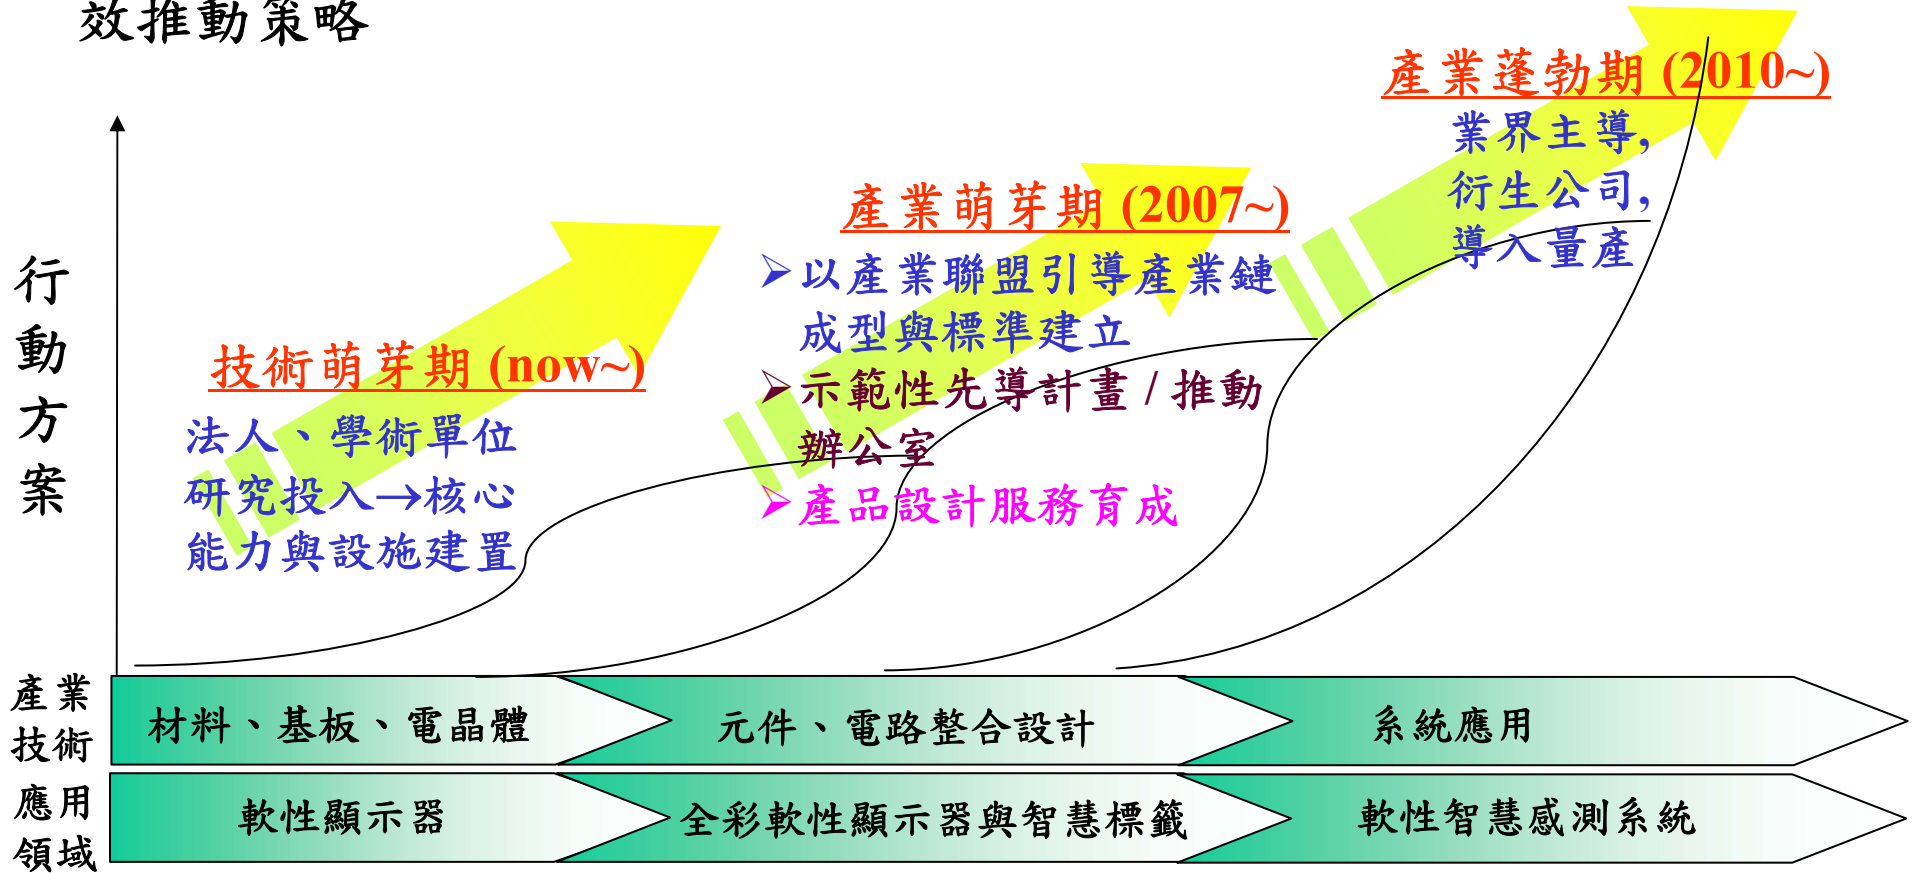 效推動策略
產業蓬勃期 (2010~)
業界主導,
衍生公司,
導入量產
產業萌芽期 (2007~)
➢以產業聯盟引導產業鏈
成型與標準建立
➢示範性先導計畫 / 推動
辦公室
➢產品設計服務育成
技術萌芽期 (now~)
法人、學術單位
研究投入→核心
能力與設施建置
行動方案
產業
技術
材料、基板、電晶體
元件、電路整合設計
系統應用
應用
領域
軟性顯示器
全彩軟性顯示器與智慧標籤
軟性智慧感測系統